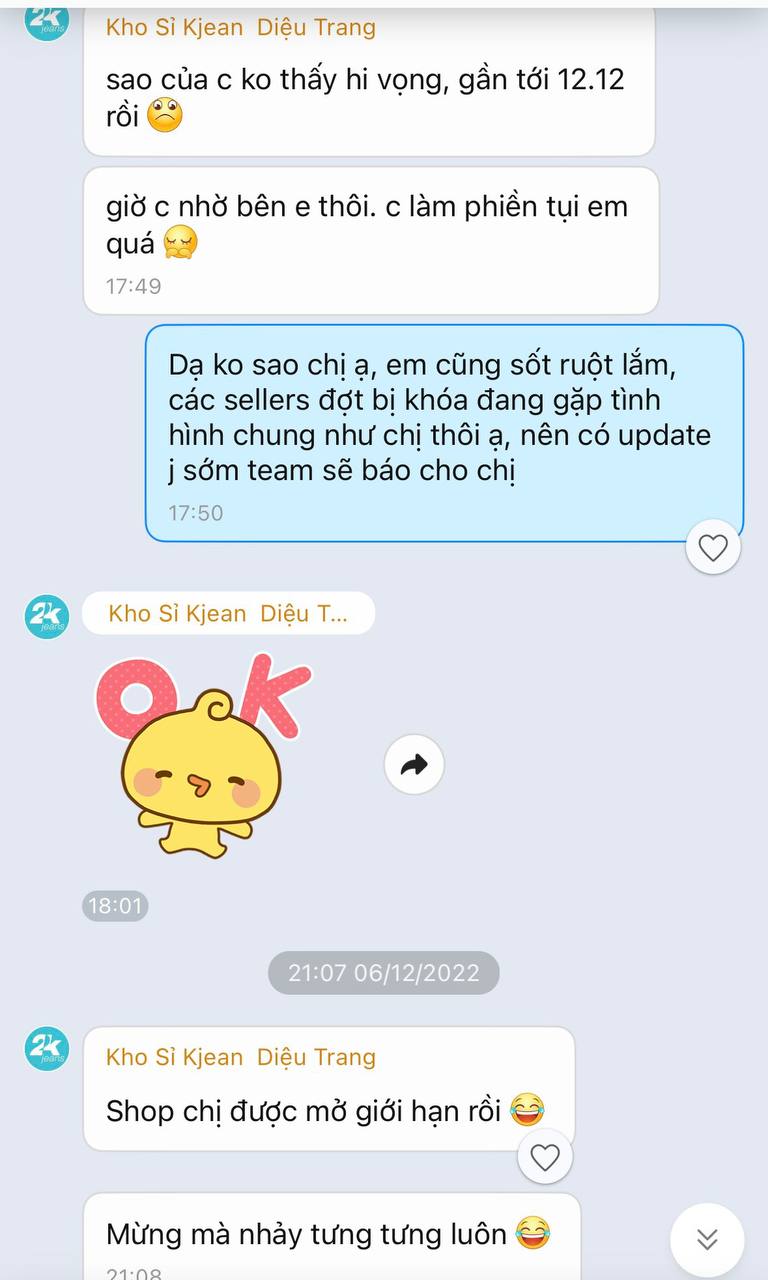 2k
jeans
Kho Sỉ Kjean Diệu Trang
sao của c ko thấy hi vọng, gần tới 12.12
rồi
giờ c nhờ bên e thôi. c làm phiền tụi em
quá
17:49
Dạ ko sao chị ạ, em cũng sốt ruột lắm,
các sellers đợt bị khóa đang gặp tình
hình chung như chị thôi ạ, nên có update
j sớm team sẽ báo cho chị
17:50
2k
jeans
Kho Sỉ Kjean Diệu T...
OK
18:01
21:07 06/12/2022
2k
jeans
Kho Sỉ Kjean Diệu Trang
Shop chị được mở giới hạn rồi
Mừng mà nhảy tưng tưng luôn
21:08